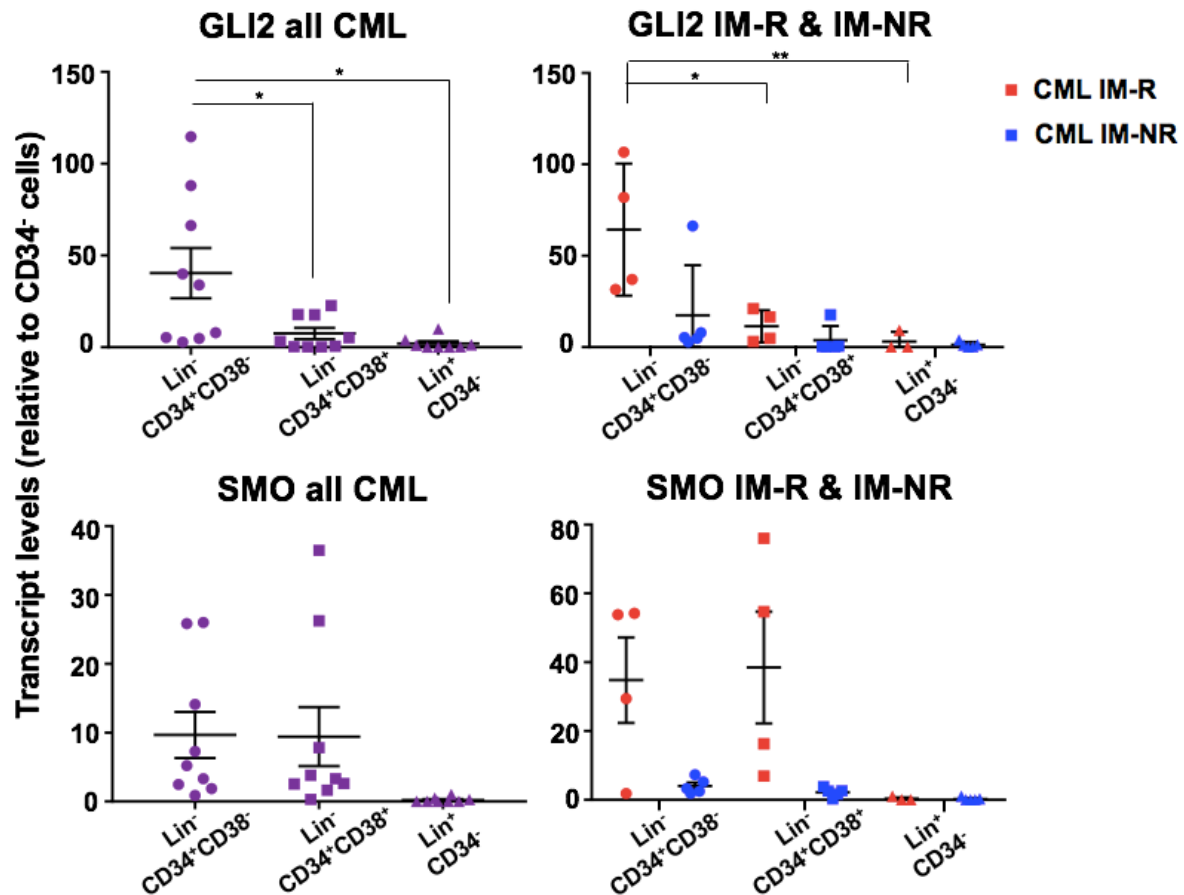 GLI2 all CML
GLI2 IM-R & IM-NR
Transcript levels (relative to CD34⁻ cells)
150
100
50
0
*
*
Lin⁻
CD34⁺CD38⁻
Lin⁻
CD34⁺CD38⁺
Lin⁺
CD34⁻
150
100
50
0
*
**
Lin⁻
CD34⁺CD38⁻
Lin⁻
CD34⁺CD38⁺
Lin⁺
CD34⁻
CML IM-R
CML IM-NR
SMO all CML
SMO IM-R & IM-NR
40
30
20
10
0
Lin⁻
CD34⁺CD38⁻
Lin⁻
CD34⁺CD38⁺
Lin⁺
CD34⁻
80
60
40
20
0
Lin⁻
CD34⁺CD38⁻
Lin⁻
CD34⁺CD38⁺
Lin⁺
CD34⁻